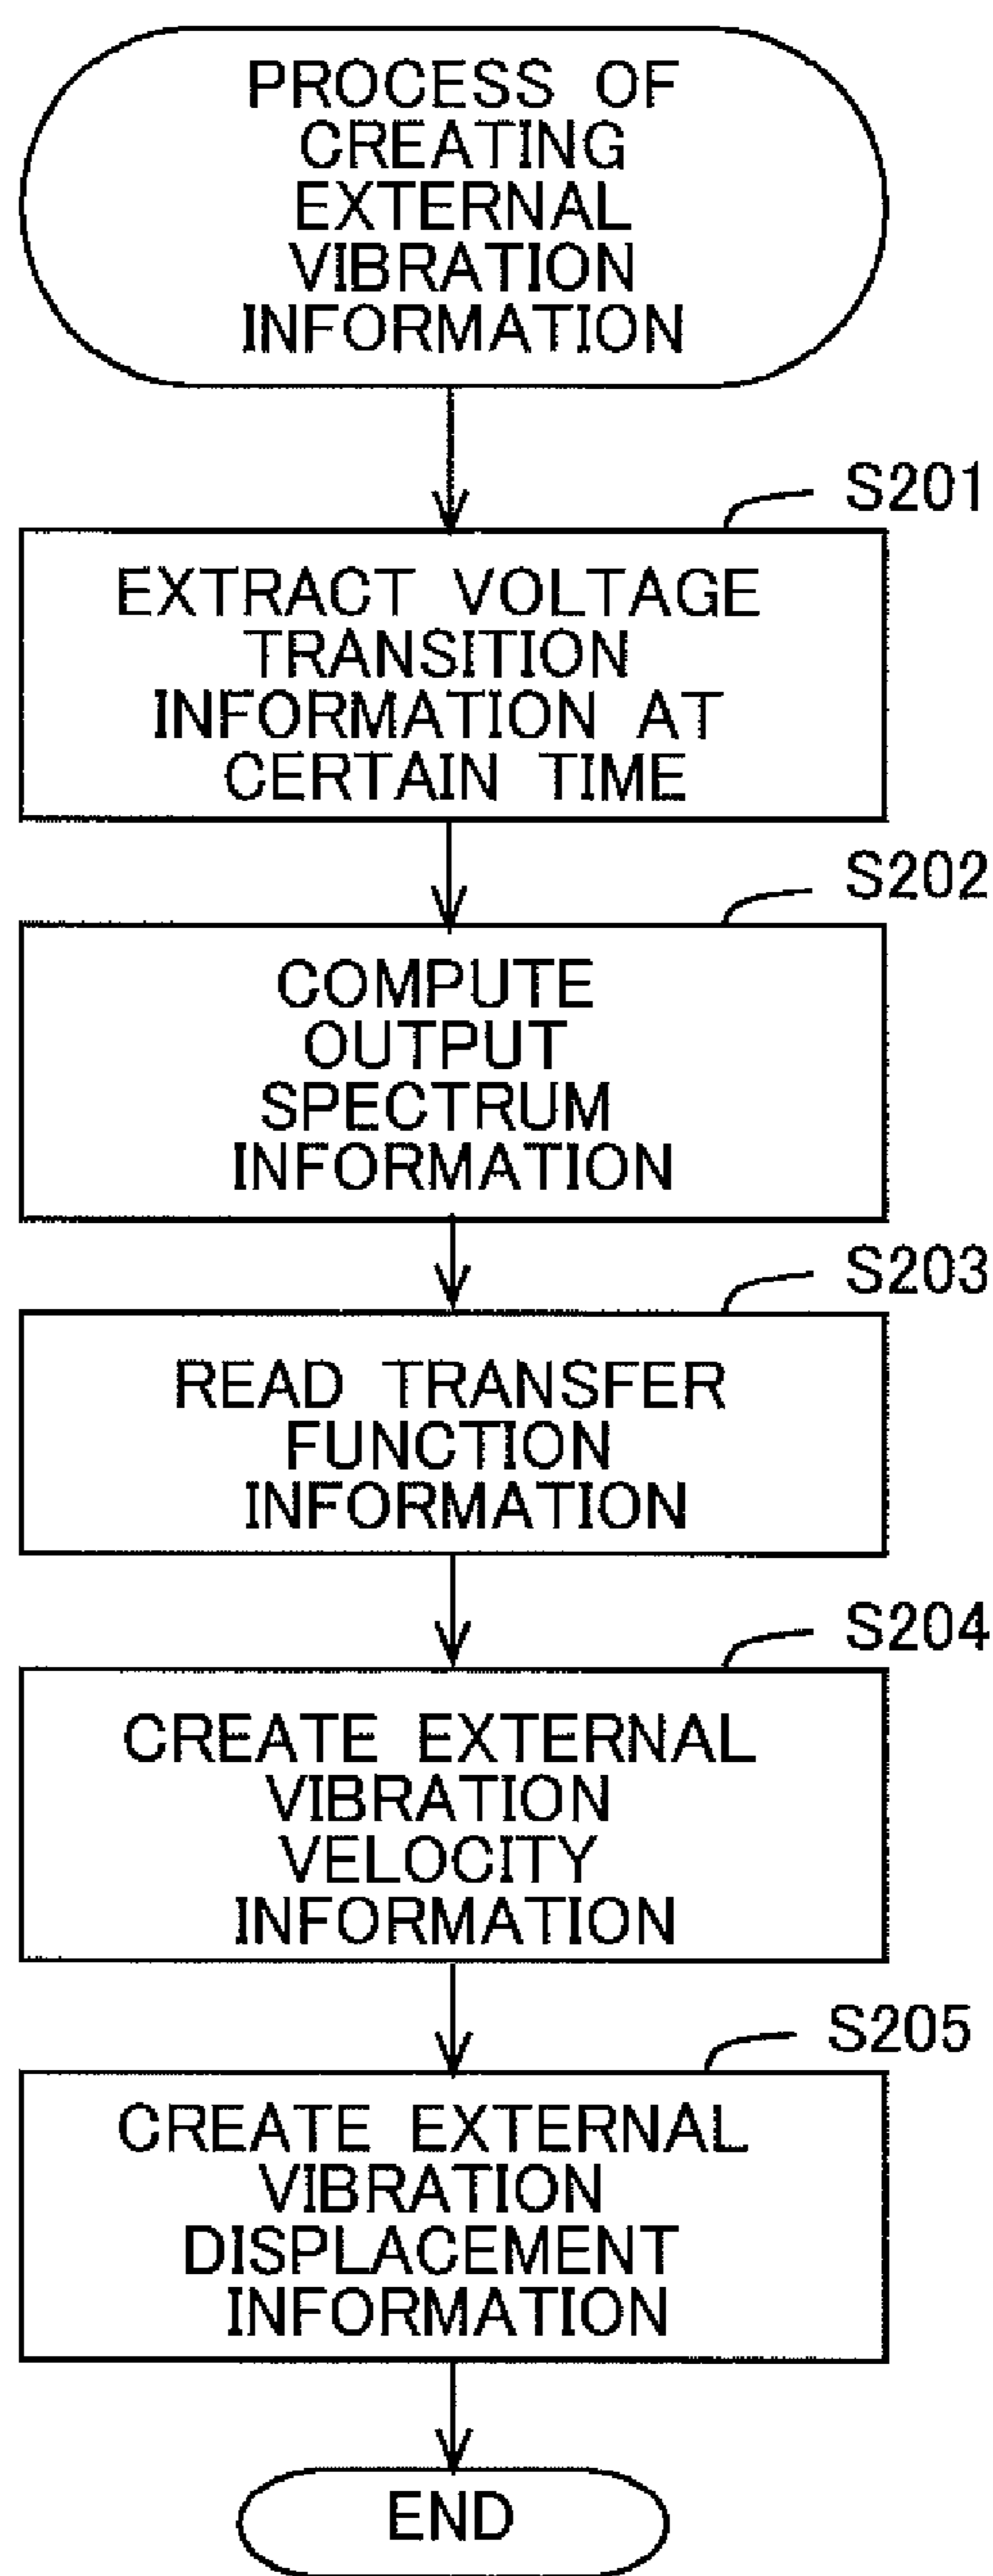 PROCESS OF
CREATING
EXTERNAL
VIBRATION
INFORMATION
S201
EXTRACT VOLTAGE
TRANSITION
INFORMATION AT
CERTAIN TIME
S202
COMPUTE
OUTPUT
SPECTRUM
INFORMATION
S203
READ TRANSFER
FUNCTION
INFORMATION
S204
CREATE EXTERNAL
VIBRATION
VELOCITY
INFORMATION
S205
CREATE EXTERNAL
VIBRATION
DISPLACEMENT
INFORMATION
END